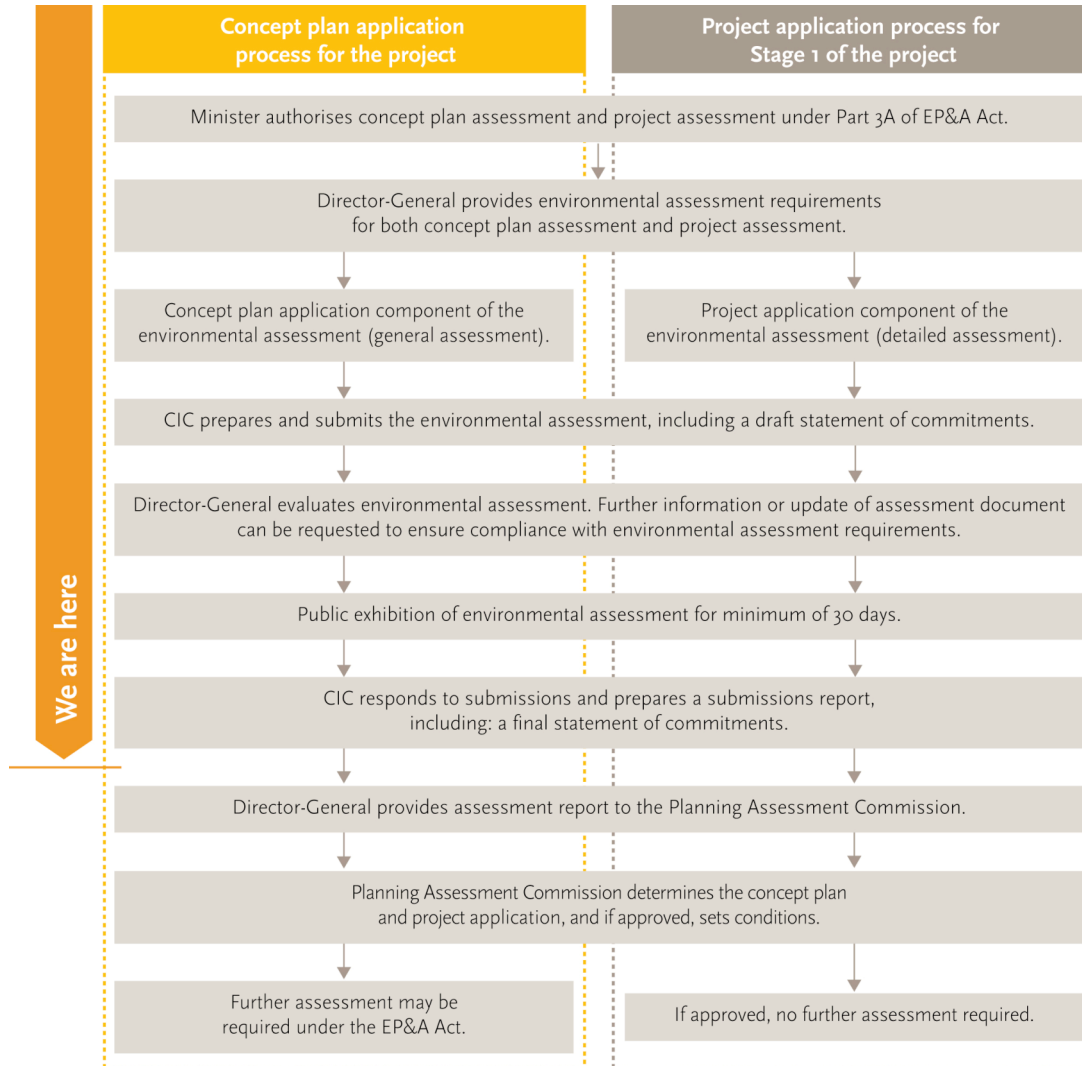 Concept plan application
process for the project
Project application process for
Stage 1 of the project
Minister authorises concept plan assessment and project assessment under Part 3A of EP&A Act.
Director-General provides environmental assessment requirements
for both concept plan assessment and project assessment.
Concept plan application component of the
environmental assessment (general assessment).
Project application component of the
environmental assessment (detailed assessment).
CIC prepares and submits the environmental assessment, including a draft statement of commitments.
Director-General evaluates environmental assessment. Further information or update of assessment document
can be requested to ensure compliance with environmental assessment requirements.
Public exhibition of environmental assessment for minimum of 30 days.
CIC responds to submissions and prepares a submissions report,
including: a final statement of commitments.
We are here
Director-General provides assessment report to the Planning Assessment Commission.
Planning Assessment Commission determines the concept plan
and project application, and if approved, sets conditions.
Further assessment may be
required under the EP&A Act.
If approved, no further assessment required.